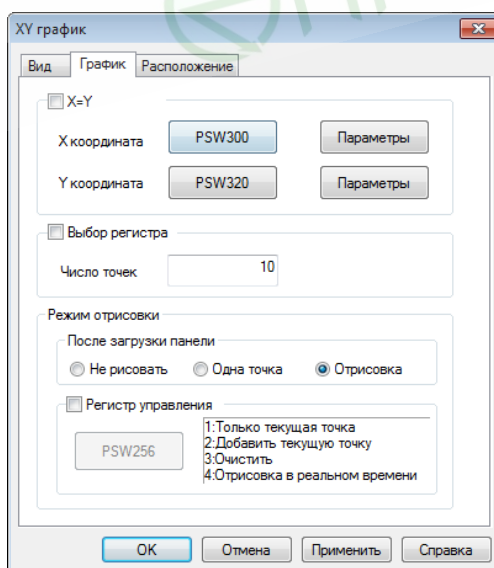 XY график
Вид График Расположение
X=Y
X координата PSW300 Параметры
Y координата PSW320 Параметры
Выбор регистра
Число точек 10
Режим отрисовки
После загрузки панели
Не рисовать Одна точка Отрисовка
Регистр управления
PSW256
1:Только текущая точка
2:Добавить текущую точку
3:Очистить
4:Отрисовка в реальном времени
OK Отмена Применить Справка